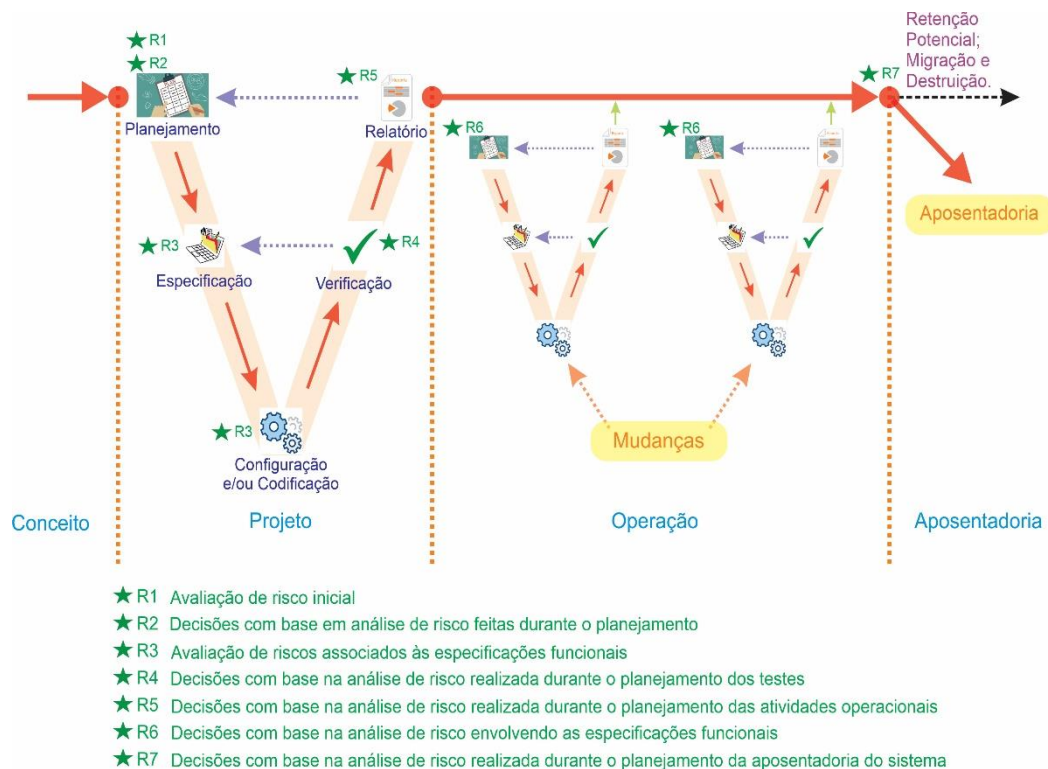 R1
R2
Planejamento
R5
Relatório
R3
Especificação
R4
Verificação
R3
Configuração
e/ou Codificação
R6
R6
Mudanças
R7
Retenção
Potencial;
Migração e
Destruição.
Aposentadoria
Conceito
Projeto
Operação
Aposentadoria
R1 Avaliação de risco inicial
R2 Decisões com base em análise de risco feitas durante o planejamento
R3 Avaliação de riscos associados às especificações funcionais
R4 Decisões com base na análise de risco realizada durante o planejamento dos testes
R5 Decisões com base na análise de risco realizada durante o planejamento das atividades operacionais
R6 Decisões com base na análise de risco envolvendo as especificações funcionais
R7 Decisões com base na análise de risco realizada durante o planejamento da aposentadoria do sistema